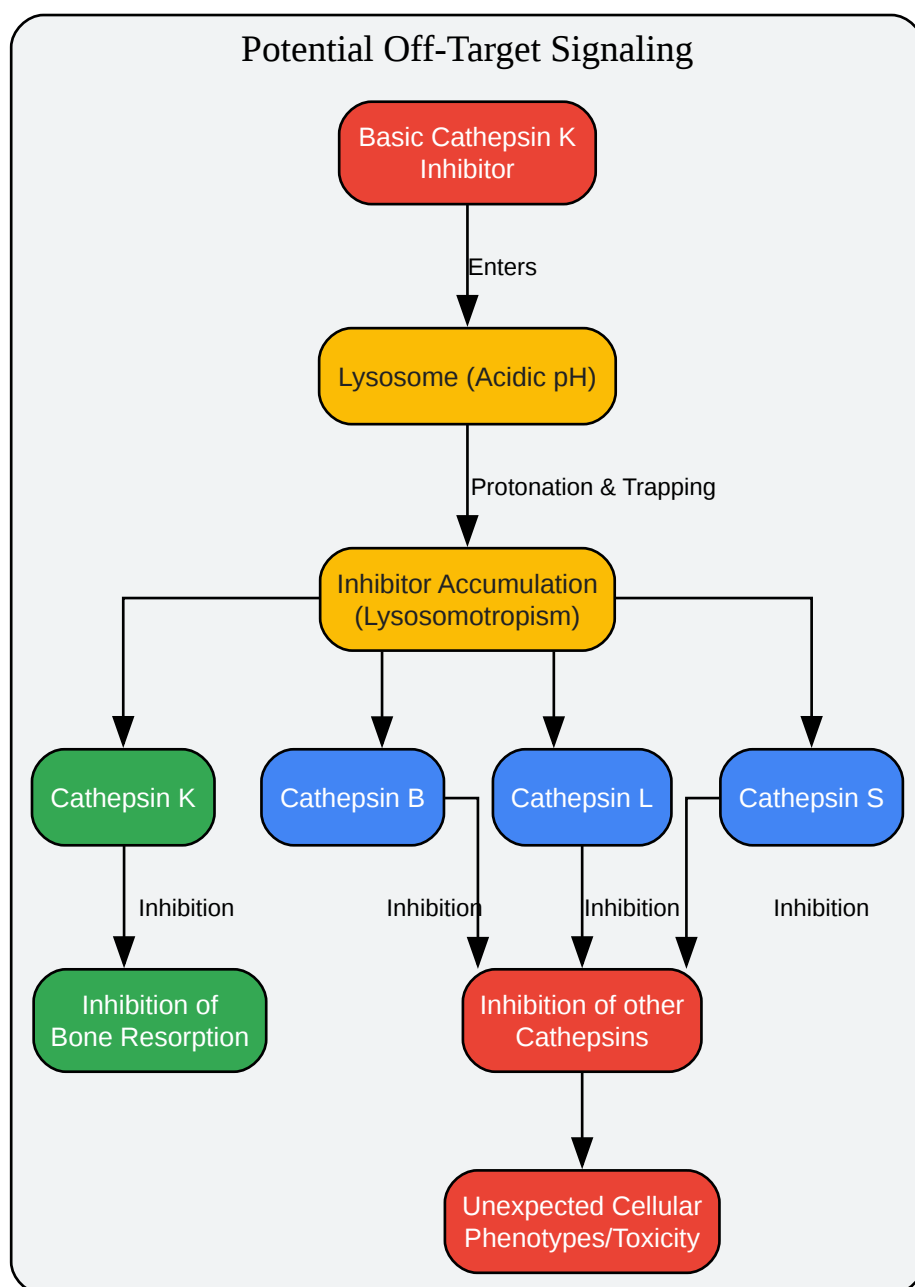 Potential Off-Target Signaling
Basic Cathepsin K
Inhibitor
Enters
Lysosome (Acidic pH)
Protonation & Trapping
Inhibitor Accumulation
(Lysosomotropism)
Cathepsin K
Cathepsin B
Cathepsin L
Cathepsin S
Inhibition
Inhibition
Inhibition
Inhibition
Inhibition of
Bone Resorption
Inhibition of other
Cathepsins
Unexpected Cellular
Phenotypes/Toxicity